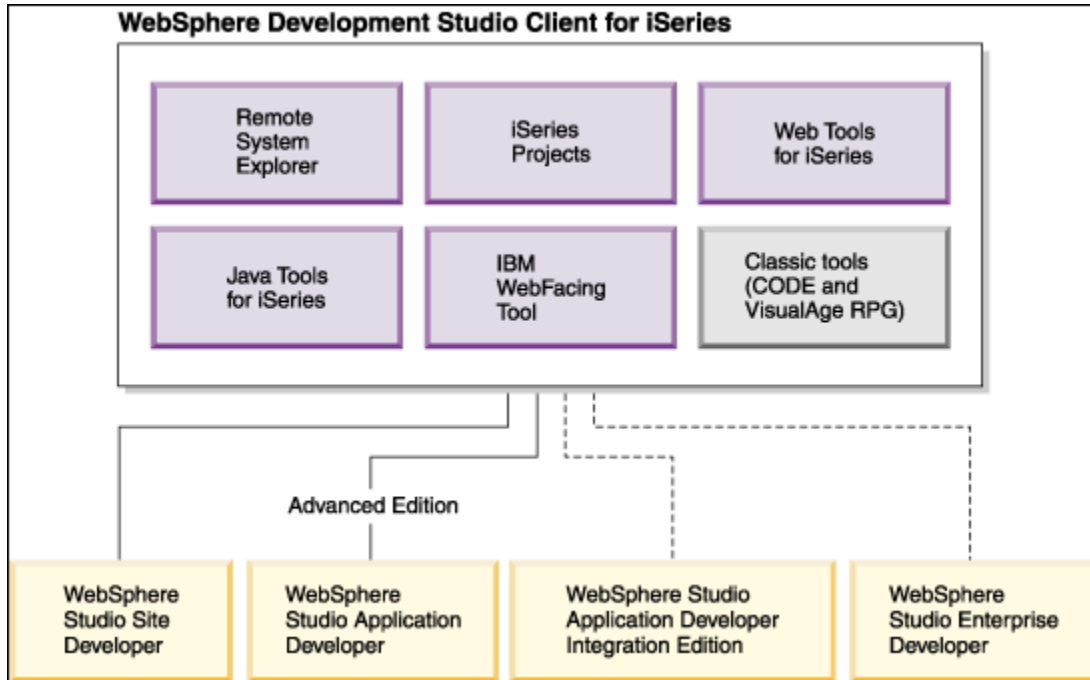 WebSphere Development Studio Client for iSeries
Remote
System
Explorer
iSeries
Projects
Web Tools
for iSeries
Java Tools
for iSeries
IBM
WebFacing
Tool
Classic tools
(CODE and
VisualAge RPG)
Advanced Edition
WebSphere
Studio Site
Developer
WebSphere
Studio Application
Developer
WebSphere Studio
Application Developer
Integration Edition
WebSphere
Studio Enterprise
Developer